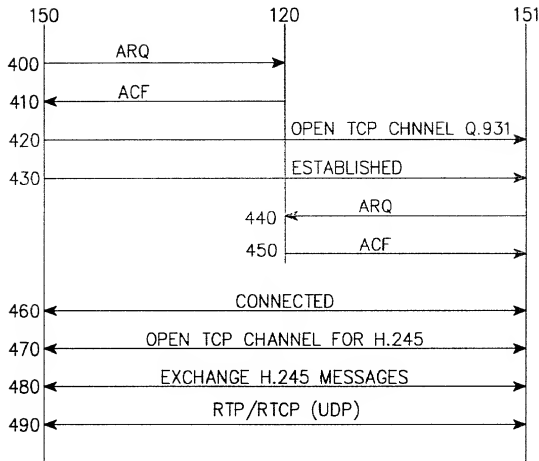 150 120 151
ARQ
400
ACF
410
OPEN TCP CHNNEL Q.931
420
ESTABLISHED
430
ARQ
440
ACF
450
CONNECTED
460
OPEN TCP CHANNEL FOR H.245
470
EXCHANGE H.245 MESSAGES
480
RTP/RTCP (UDP)
490